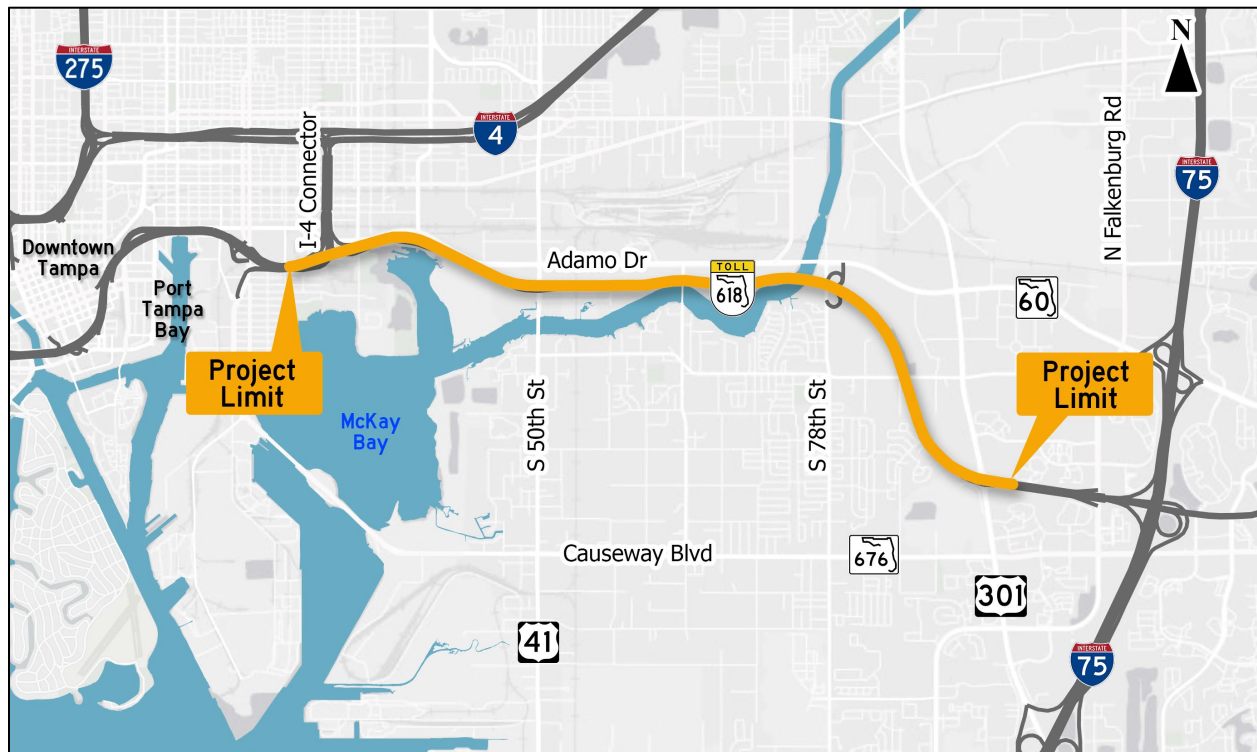 N
INTERSTATE
275
INTERSTATE
4
I-4 Connector
N Falkenburg Rd
INTERSTATE
75
Downtown
Tampa
Port
Tampa
Bay
Adamo Dr
TOLL
618
60
Project
Limit
Project
Limit
McKay
Bay
S 50th St
S 78th St
Causeway Blvd
676
301
41
INTERSTATE
75